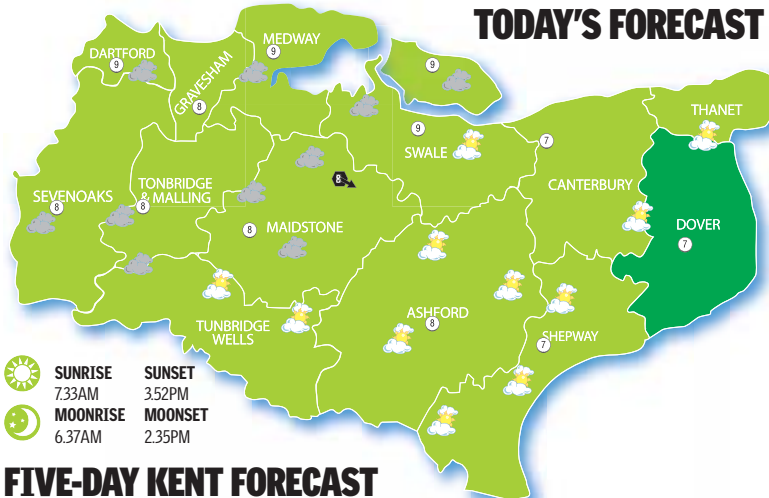 TODAY'S FORECAST
MEDWAY
9
DARTFORD
9
GRAVESHAM
8
9
THANET
9
SWALE
7
CANTERBURY
8
SEVENOAKS
8
TONBRIDGE
& MALLING
8
MAIDSTONE
8
DOVER
7
ASHFORD
8
TUNBRIDGE
WELLS
SHEPWAY
7
SUNRISE SUNSET
7.33AM 3.52PM
MOONRISE MOONSET
6.37AM 2.35PM
FIVE-DAY KENT FORECAST